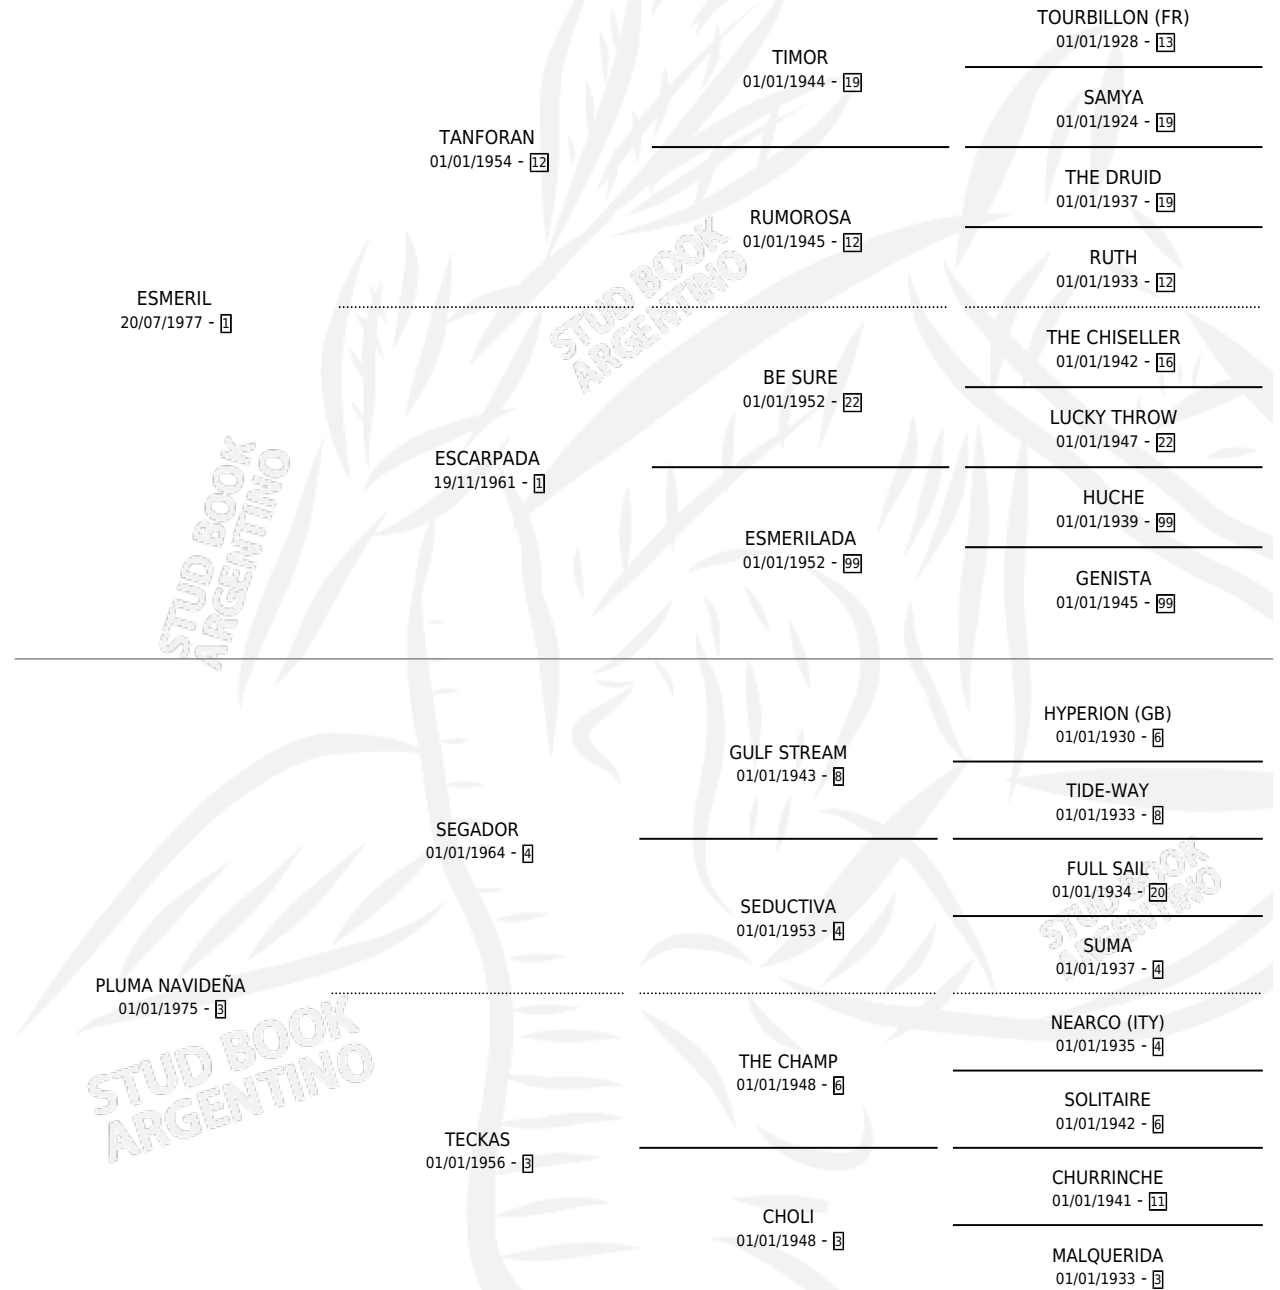 TOURBILLON (FR)
01/01/1928 - 13
TIMOR
01/01/1944 - 19
SAMYA
01/01/1924 - 19
TANFORAN
01/01/1954 - 12
THE DRUID
01/01/1937 - 19
RUMOROSA
01/01/1945 - 12
RUTH
01/01/1933 - 12
ESMERIL
20/07/1977 - 1
THE CHISELLER
01/01/1942 - 16
BE SURE
01/01/1952 - 22
LUCKY THROW
01/01/1947 - 22
ESCARPADA
19/11/1961 - 1
HUCHE
01/01/1939 - 99
ESMERILADA
01/01/1952 - 99
GENISTA
01/01/1945 - 99
HYPERION (GB)
01/01/1930 - 6
GULF STREAM
01/01/1943 - 8
TIDE-WAY
01/01/1933 - 8
SEGADOR
01/01/1964 - 4
FULL SAIL
01/01/1934 - 20
SEDUCTIVA
01/01/1953 - 4
SUMA
01/01/1937 - 4
PLUMA NAVIDEÑA
01/01/1975 - 3
NEARCO (ITY)
01/01/1935 - 4
THE CHAMP
01/01/1948 - 6
SOLITAIRE
01/01/1942 - 6
TECKAS
01/01/1956 - 3
CHURRINCHE
01/01/1941 - 11
CHOLI
01/01/1948 - 3
MALQUERIDA
01/01/1933 - 3
STUD BOOK
ARGENTINO
STUD BOOK
ARGENTINO
STUD BOOK
ARGENTINO
STUD BOOK
ARGENTINO